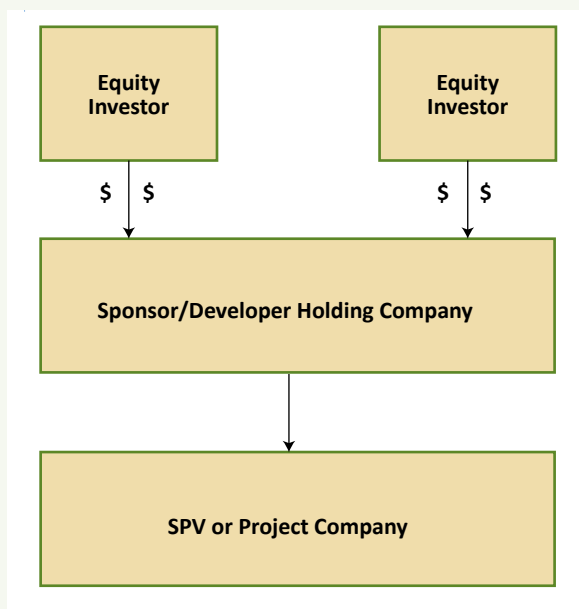 Equity
Investor
Equity
Investor
$ $
$ $
Sponsor/Developer Holding Company
SPV or Project Company